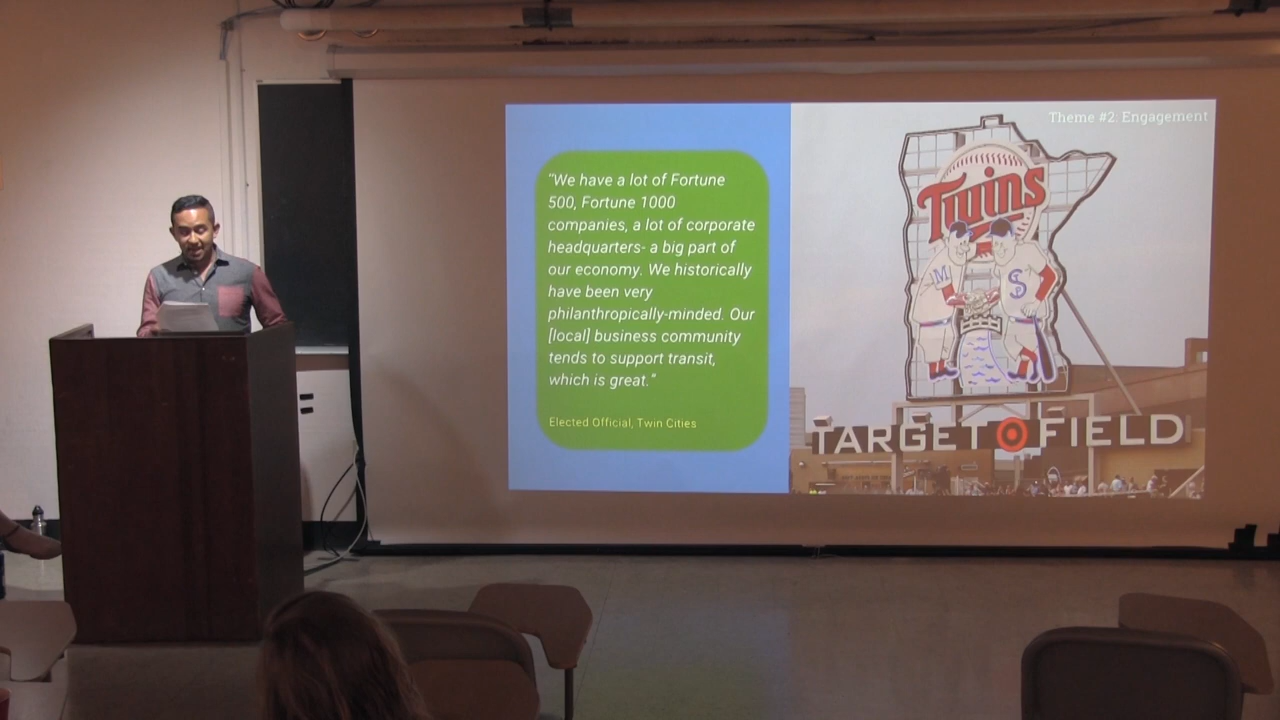 Theme #2: Engagement
“We have a lot of Fortune
500, Fortune 1000
companies, a lot of corporate
headquarters- a big part of
our economy. We historically
have been very
philanthropically-minded. Our
[local] business community
tends to support transit,
which is great.”
Elected Official, Twin Cities
Twins
M
StP
TARGET FIELD